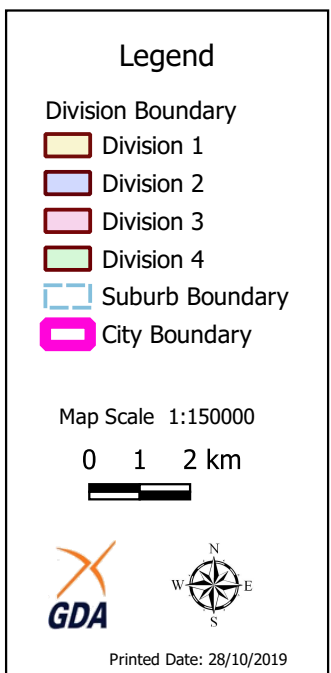 Legend
Division Boundary
Division 1
Division 2
Division 3
Division 4
Suburb Boundary
City Boundary
Map Scale 1:150000
0 1 2 km
GDA
N
W E
S
Printed Date: 28/10/2019